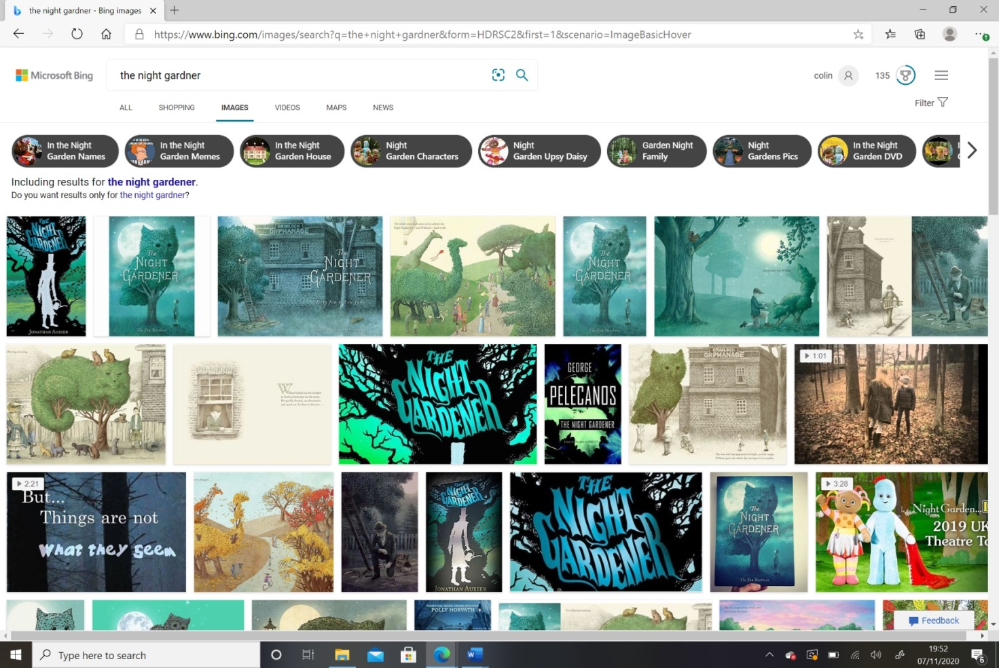 the night gardner - Bing images
https://www.bing.com/images/search?q=the+night+gardner&form=HDRSC2&first=1&scenario=ImageBasicHover
Microsoft Bing
the night gardner
colin
135
ALL
SHOPPING
IMAGES
VIDEOS
MAPS
NEWS
Filter
In the Night
Garden Names
In the Night
Garden Memes
In the Night
Garden House
Night
Garden Characters
Night
Garden Upsy Daisy
Garden Night
Family
Night
Gardens Pics
In the Night
Garden DVD
Including results for the night gardener.
Do you want results only for the night gardner?
THE
NIGHT
GARDENER
JONATHAN AUXIER
The
NIGHT
GARDENER
The Fan Brothers
GRIMLOCH
ORPHANAGE
The
NIGHT
GARDENER
Terry Fan & Eric Fan
The
NIGHT
GARDENER
The Fan Brothers
THE
NIGHT
GARDENER
GEORGE
PELECANOS
THE NIGHT GARDENER
GRIMLOCH
ORPHANAGE
1:01
2:21
But...
Things are not
what they seem
THE
NIGHT
GARDENER
JONATHAN AUXIER
THE
NIGHT
GARDENER
The
NIGHT
GARDENER
The Fan Brothers
3:28
Night Garden...
2019 UK
Theatre To
POLLY HORVATH
Feedback
Type here to search
19:52
07/11/2020
6